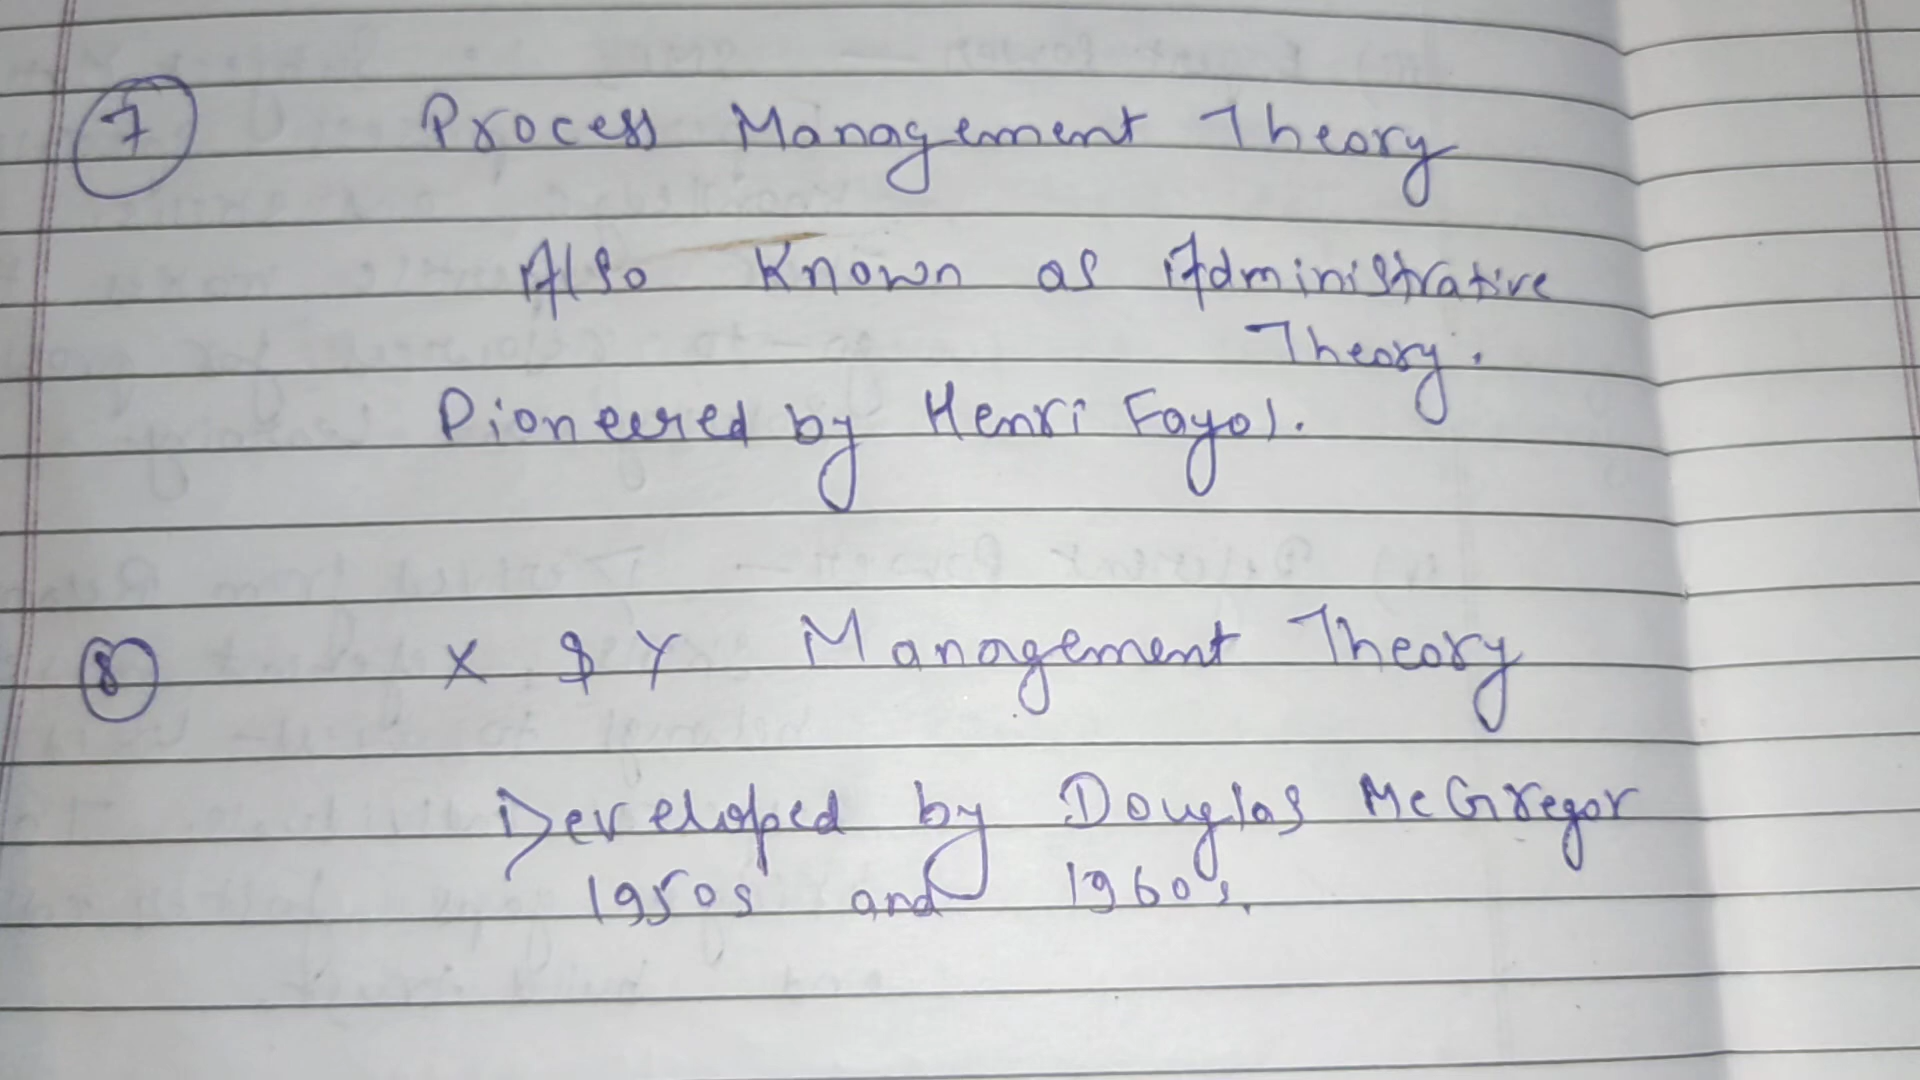 7 Process Management Theory
Also Known as Administrative
Theory.
Pioneered by Henri Fayol.
8 X & Y Management Theory
Developed by Douglas McGregor
1950s and 1960s.